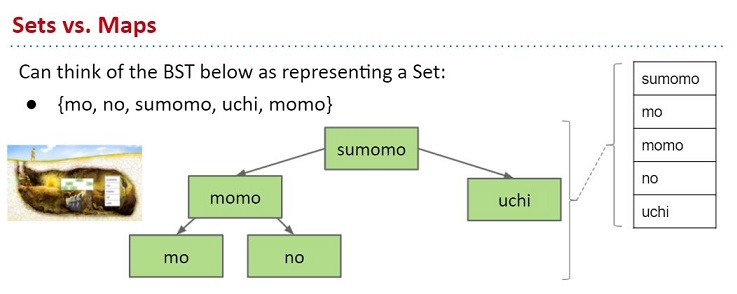 Sets vs. Maps
Can think of the BST below as representing a Set:
● {mo, no, sumomo, uchi, momo}
sumomo
momo
uchi
mo
no
sumomo
mo
momo
no
uchi